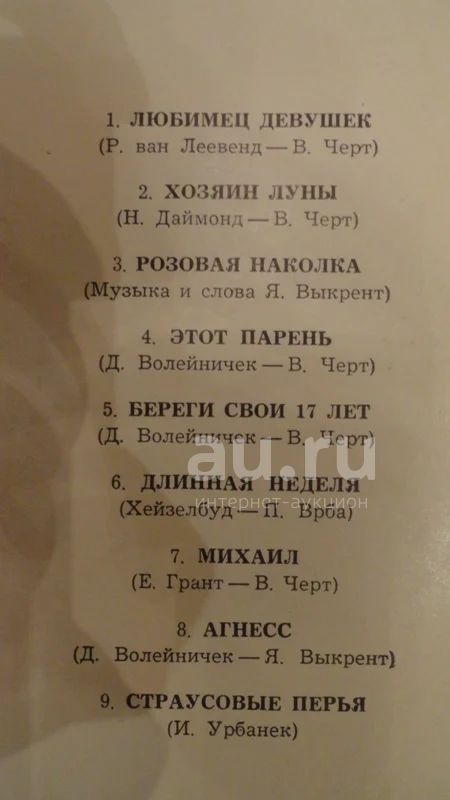 1. ЛЮБИМЕЦ ДЕВУШЕК
(Р. ван Леевенд — В. Черт)
2. ХОЗЯИН ЛУНЫ
(Н. Даймонд — В. Черт)
3. РОЗОВАЯ НАКОЛКА
(Музыка и слова Я. Выкрент)
4. ЭТОТ ПАРЕНЬ
(Д. Волейничек — В. Черт)
5. БЕРЕГИ СВОИ 17 ЛЕТ
(Д. Волейничек — В. Черт)
au.ru
6. ДЛИННАЯ НЕДЕЛЯ
интернет-аукцион
(Хейзелбуд — П. Врба)
7. МИХАИЛ
(Е. Грант — В. Черт)
8. АГНЕСС
(Д. Волейничек — Я. Выкрент)
9. СТРАУСОВЫЕ ПЕРЬЯ
(И. Урбанек)